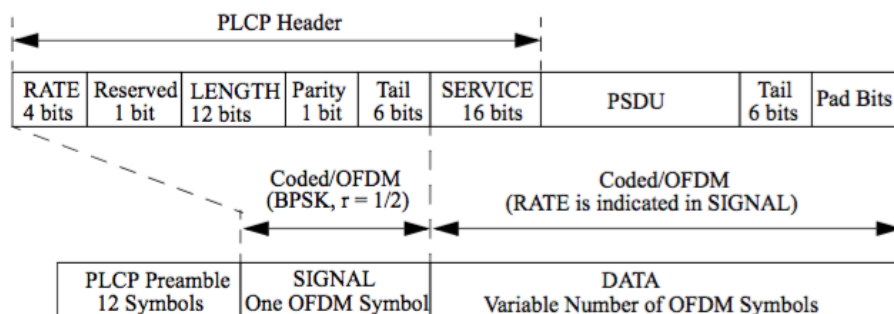 PLCP Header
RATE Reserved LENGTH Parity Tail SERVICE PSDU Tail Pad Bits
4 bits 1 bit 12 bits 1 bit 6 bits 16 bits 6 bits
Coded/OFDM Coded/OFDM
(BPSK, r = 1/2) (RATE is indicated in SIGNAL)
PLCP Preamble SIGNAL DATA
12 Symbols One OFDM Symbol Variable Number of OFDM Symbols